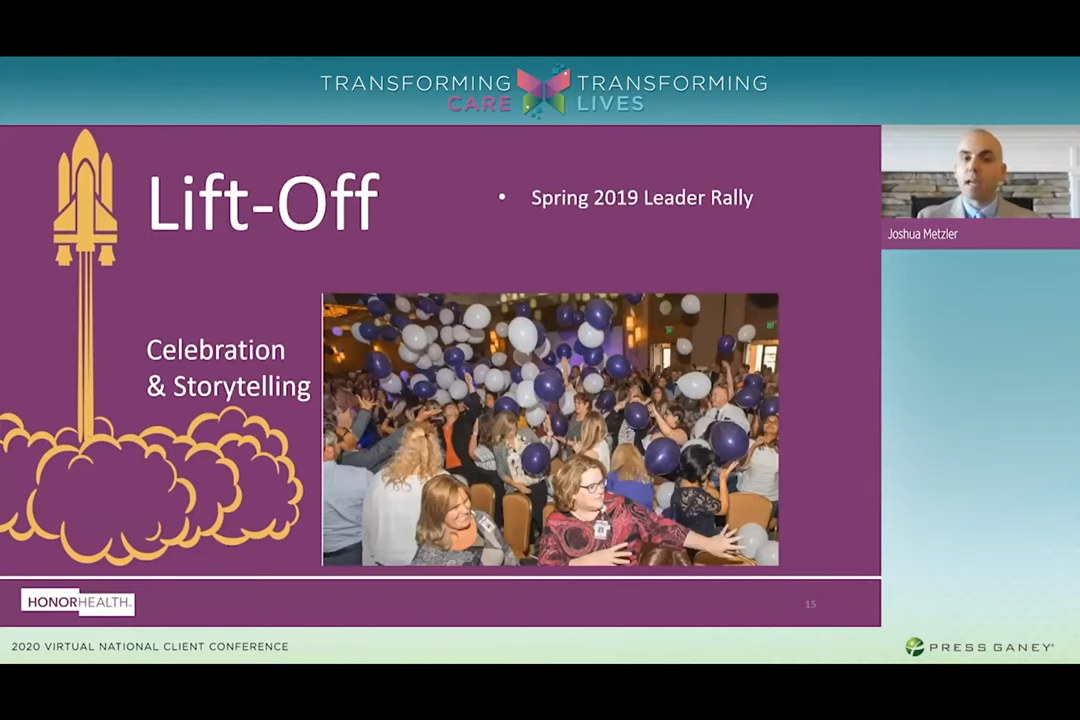 TRANSFORMING TRANSFORMING
CARE LIVES
Lift-Off
• Spring 2019 Leader Rally
Joshua Metzler
Celebration
& Storytelling
HONORHEALTH
15
2020 VIRTUAL NATIONAL CLIENT CONFERENCE
PRESS GANEY®